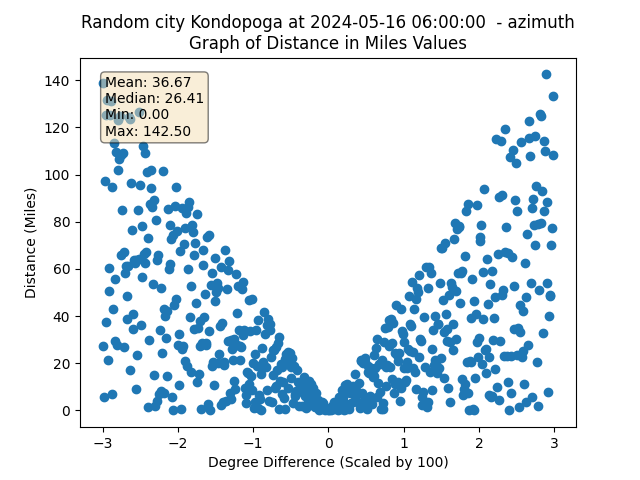 Random city Kondopoga at 2024-05-16 06:00:00  - azimuth
Graph of Distance in Miles Values
Mean: 36.67
Median: 26.41
Min: 0.00
Max: 142.50
Distance (Miles)
140
120
100
80
60
40
20
0
−3 −2 −1 0 1 2 3
Degree Difference (Scaled by 100)